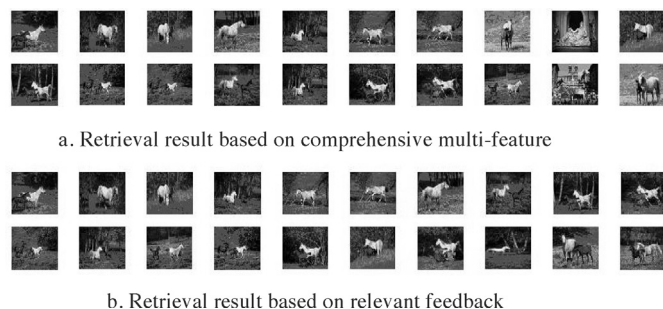 a. Retrieval result based on comprehensive multi-feature
b. Retrieval result based on relevant feedback